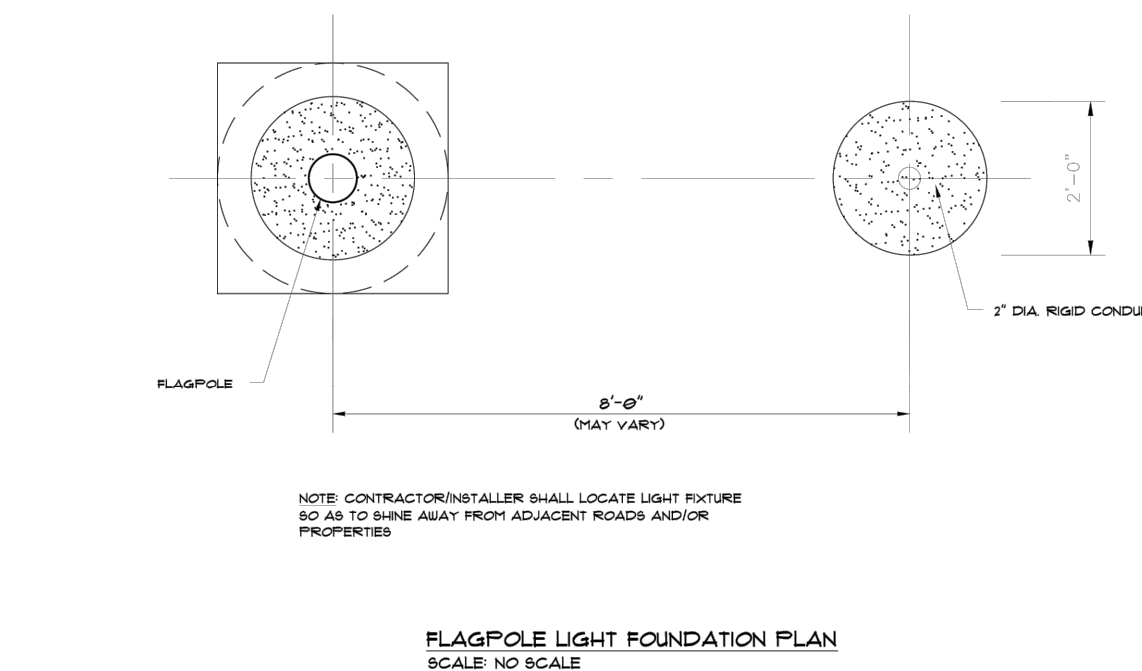 2'-0"
2" DIA. RIGID
FLAGPOLE
8'-0"
(MAY VARY)
NOTE: CONTRACTOR/INSTALLER SHALL LOCATE LIGHT FIXTURE
SO AS TO SHINE AWAY FROM ADJACENT ROADS AND/OR
PROPERTIES
FLAGPOLE LIGHT FOUNDATION PLAN
SCALE: NO SCALE